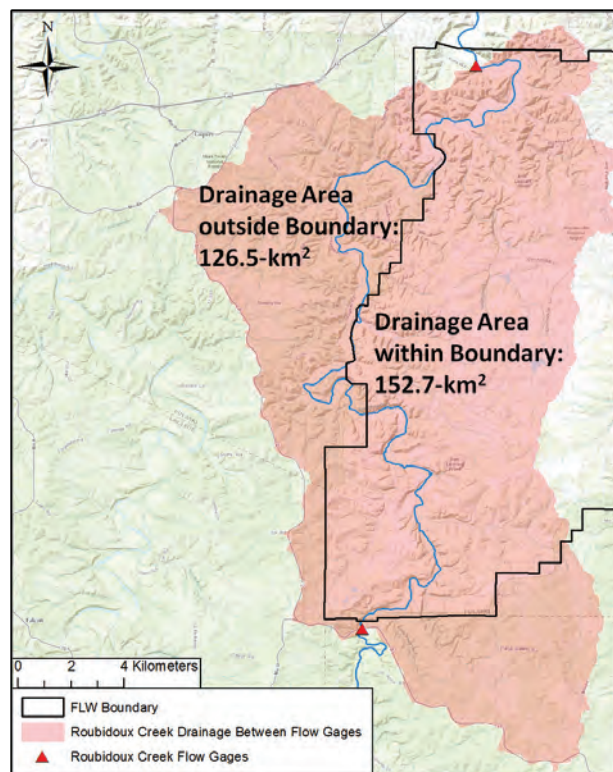 N
Drainage Area
outside Boundary:
126.5-km²
Drainage Area
within Boundary:
152.7-km²
0 2 4 Kilometers
FLW Boundary
Roubidoux Creek Drainage Between Flow Gages
Roubidoux Creek Flow Gages